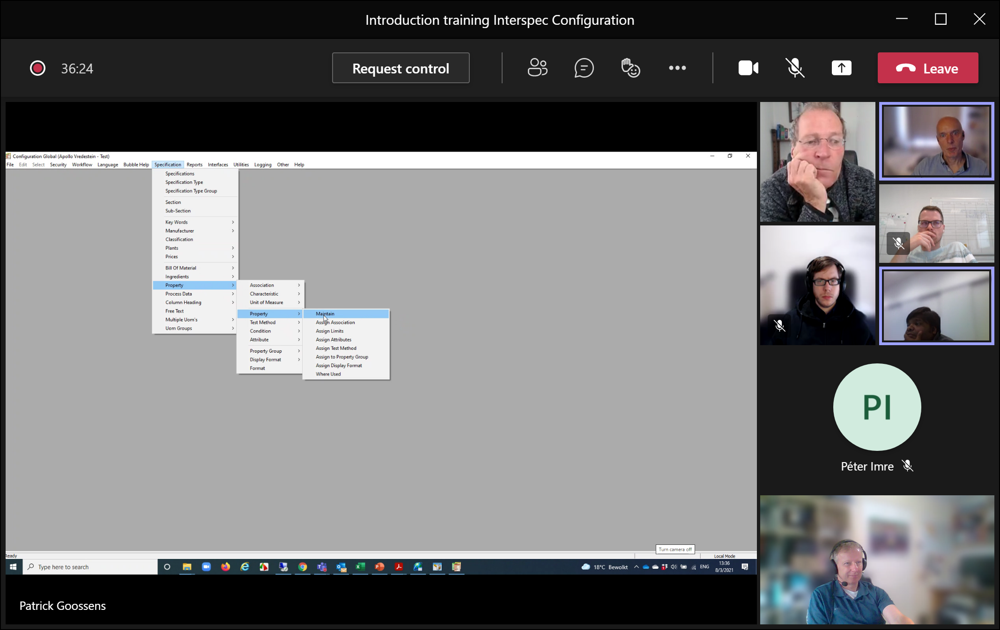 Introduction training Interspec Configuration
36:24
Request control
Leave
Configuration Global (Apollo Vredestein - Test)
File Edit Select Security Workflow Language Bubble Help Specification Reports Interfaces Utilities Logging Other Help
Specifications
Specification Type
Specification Type Group
Section
Sub-Section
Key Words
Manufacturer
Classification
Plants
Prices
Bill Of Material
Ingredients
Property
Process Data
Column Heading
Free Text
Multiple Uom's
Uom Groups
Association
Characteristic
Unit of Measure
Property
Test Method
Condition
Attribute
Property Group
Display Format
Format
Maintain
Assign Association
Assign Limits
Assign Attributes
Assign Test Method
Assign to Property Group
Assign Display Format
Where Used
PI
Péter Imre
Turn camera off
Ready
Local Mode
Type here to search
18°C Bewolkt
ENG
13:36
8/3/2021
Patrick Goossens